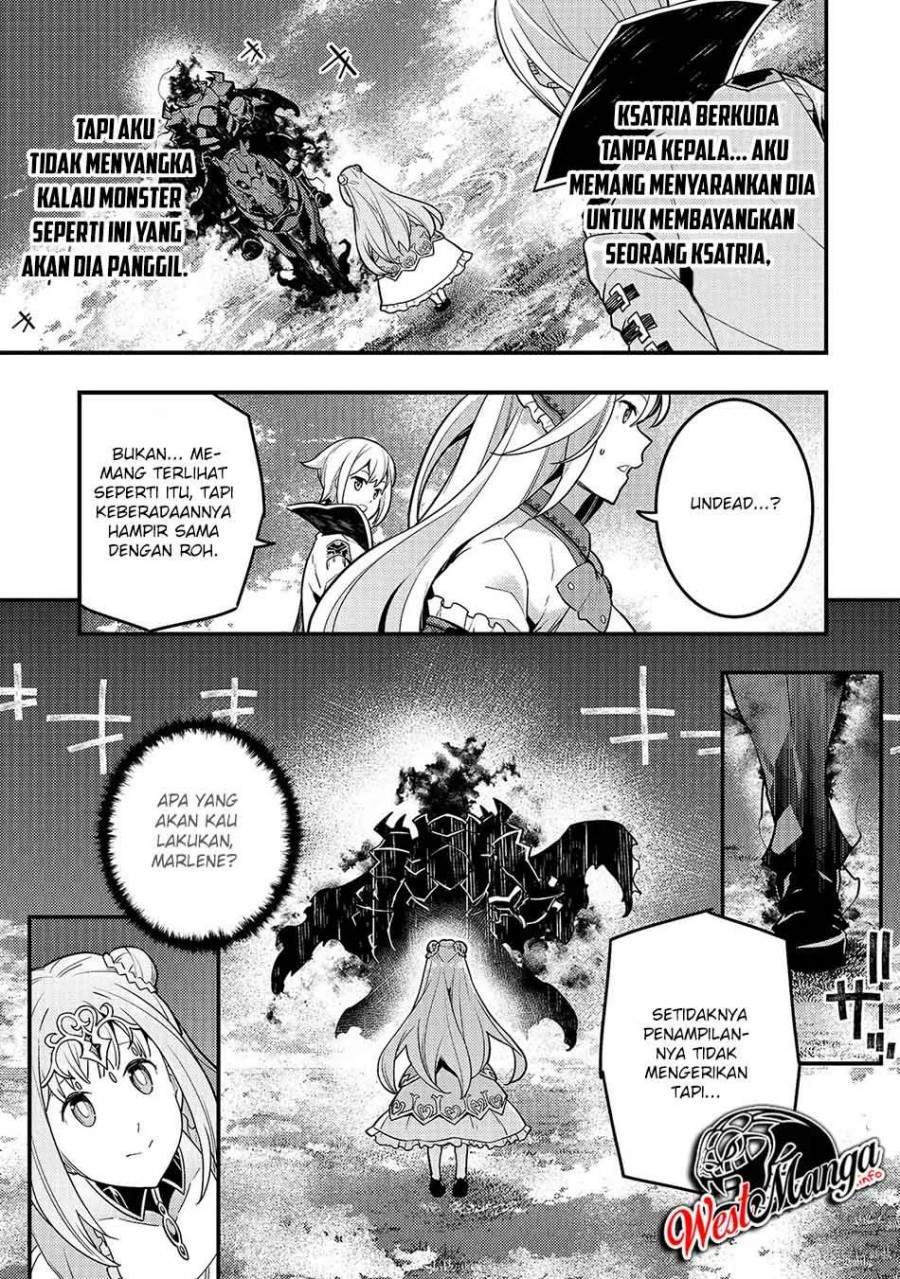 KSATRIA BERKUDA
TANPA KEPALA... AKU
MEMANG MENYARANKAN DIA
UNTUK MEMBAYANGKAN
SEORANG KSATRIA,
TAPI AKU
TIDAK MENYANGKA
KALAU MONSTER
SEPERTI INI YANG
AKAN DIA PANGGIL.
UNDEAD...?
BUKAN... ME-
MANG TERLIHAT
SEPERTI ITU, TAPI
KEBERADAANNYA
HAMPIR SAMA
DENGAN ROH.
SETIDAKNYA
PENAMPILAN-
NYA TIDAK
MENGERIKAN
TAPI...
APA YANG
AKAN KAU
LAKUKAN,
MARLENE?
WestManga
.info